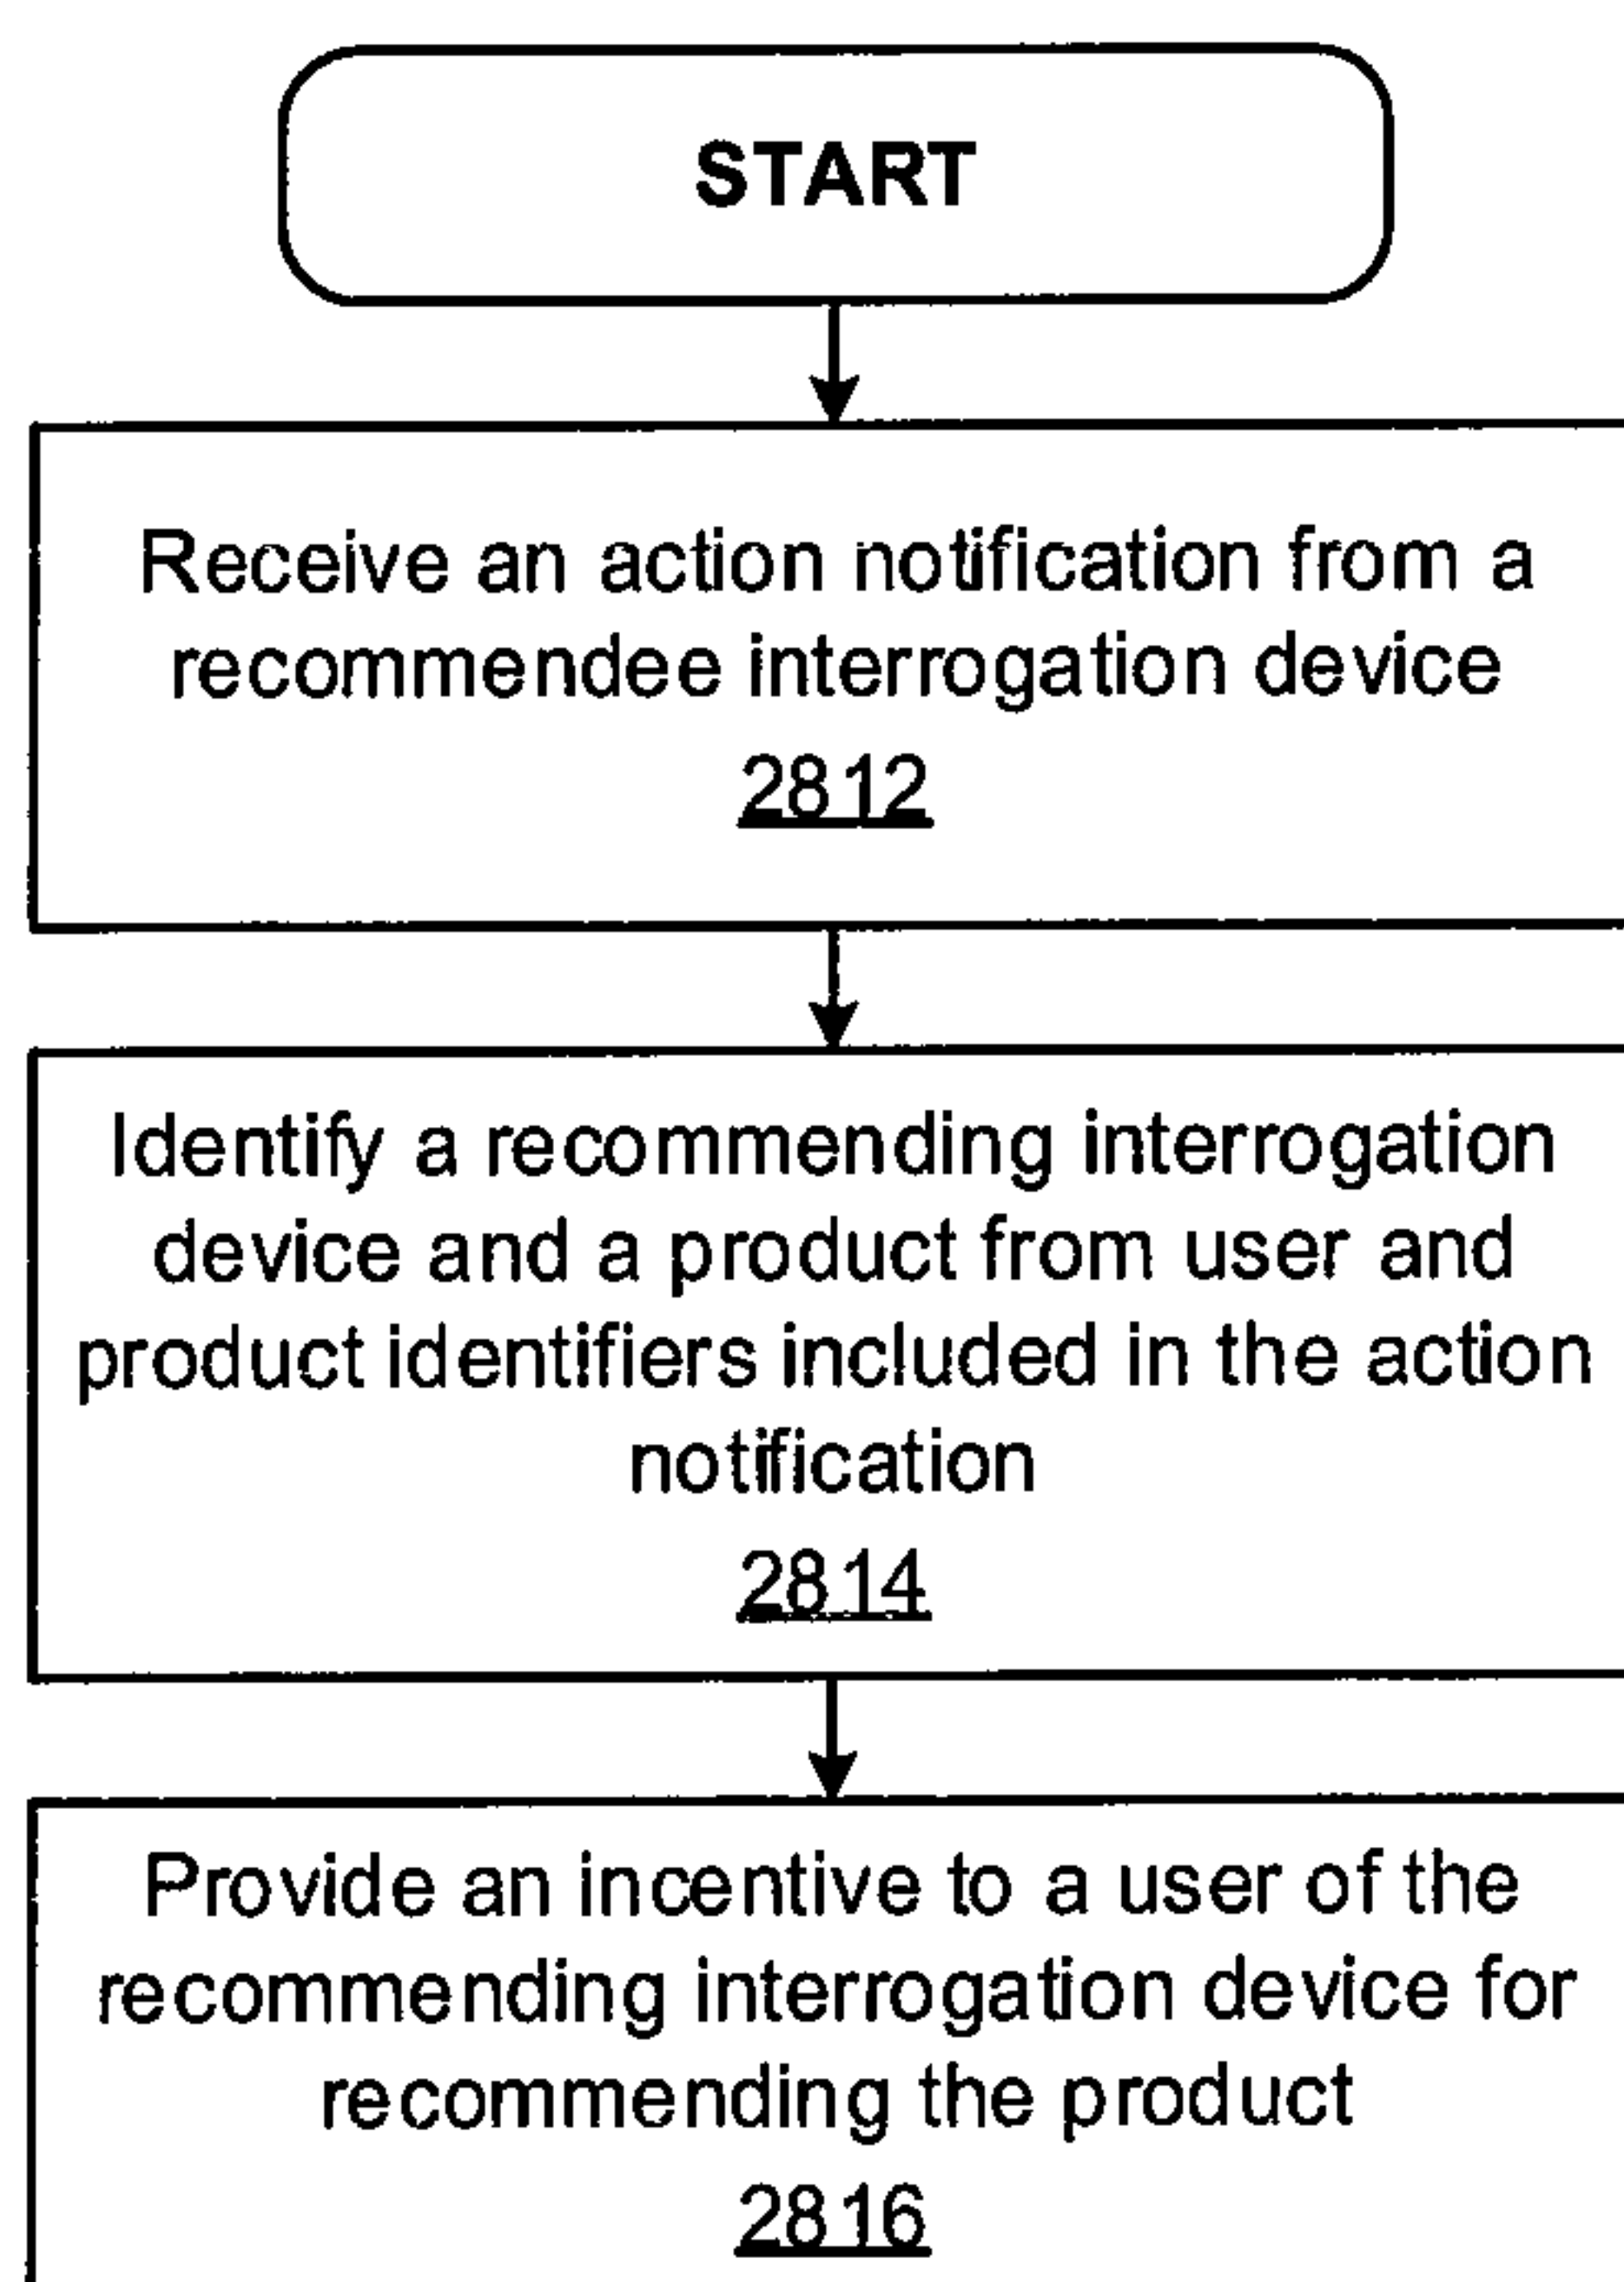 START
Receive an action notification from a
recommendee interrogation device
2812
Identify a recommending interrogation
device and a product from user and
product identifiers included in the action
notification
2814
Provide an incentive to a user of the
recommending interrogation device for
recommending the product
2816